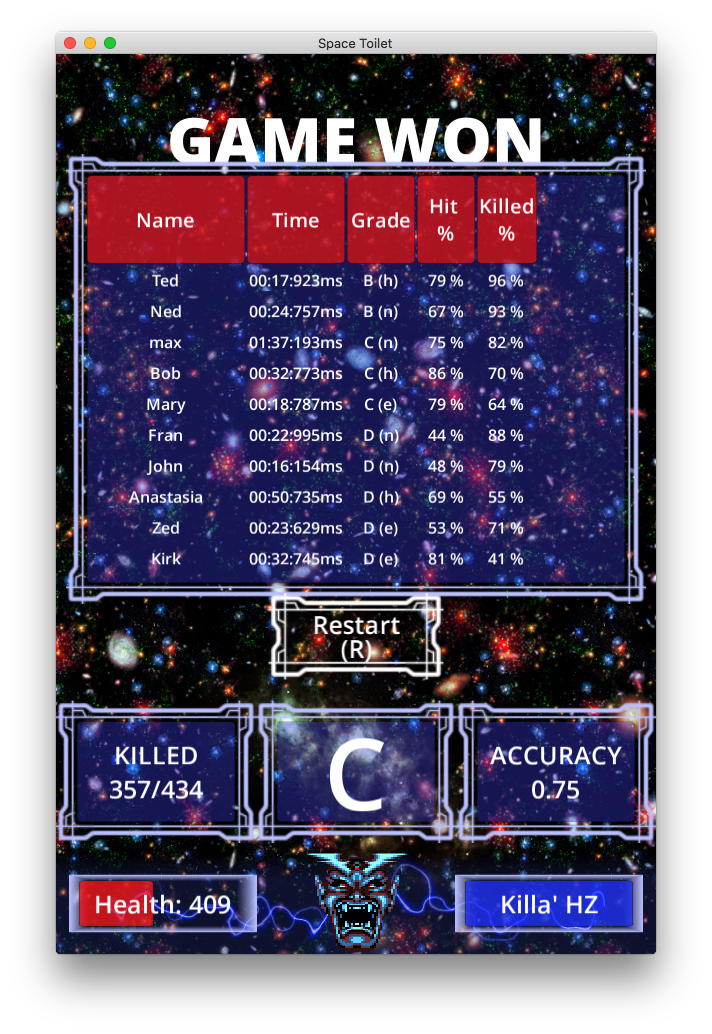 Space Toilet
GAME WON
Name Time Grade Hit % Killed %
Ted 00:17:923ms B (h) 79 % 96 %
Ned 00:24:757ms B (n) 67 % 93 %
max 01:37:193ms C (n) 75 % 82 %
Bob 00:32:773ms C (h) 86 % 70 %
Mary 00:18:787ms C (e) 79 % 64 %
Fran 00:22:995ms D (n) 44 % 88 %
John 00:16:154ms D (n) 48 % 79 %
Anastasia 00:50:735ms D (h) 69 % 55 %
Zed 00:23:629ms D (e) 53 % 71 %
Kirk 00:32:745ms D (e) 81 % 41 %
Restart
(R)
KILLED
357/434
C
ACCURACY
0.75
Health: 409
Killa' HZ